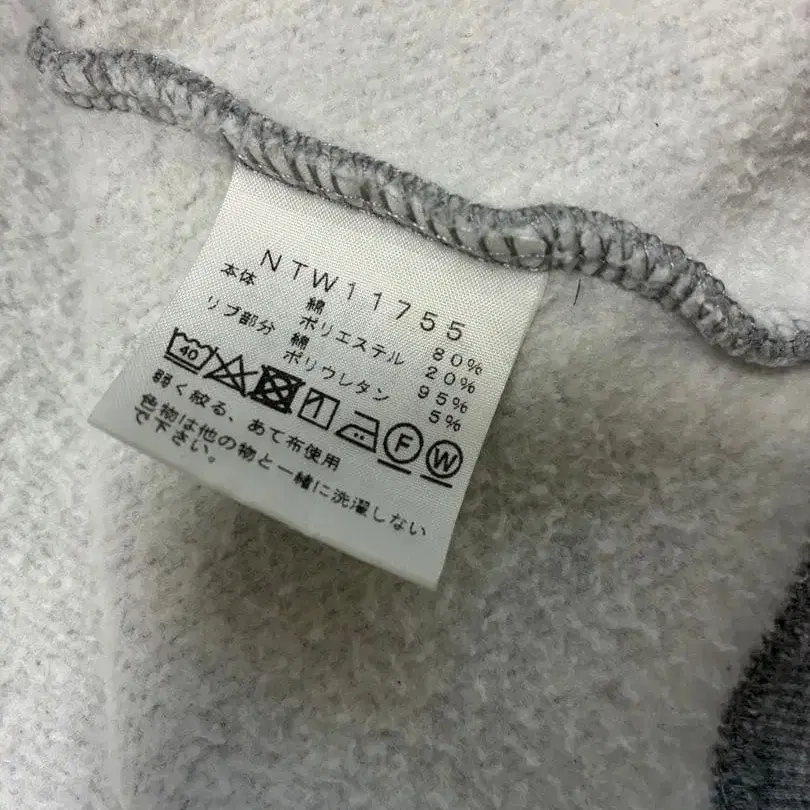 NTW11755
本体 綿 80%
ポリエステル 20%
リブ部分 綿 95%
ポリウレタン 5%
40 F W
弱く絞る、あて布使用
色物は他の物と一緒に洗濯しない
で下さい。